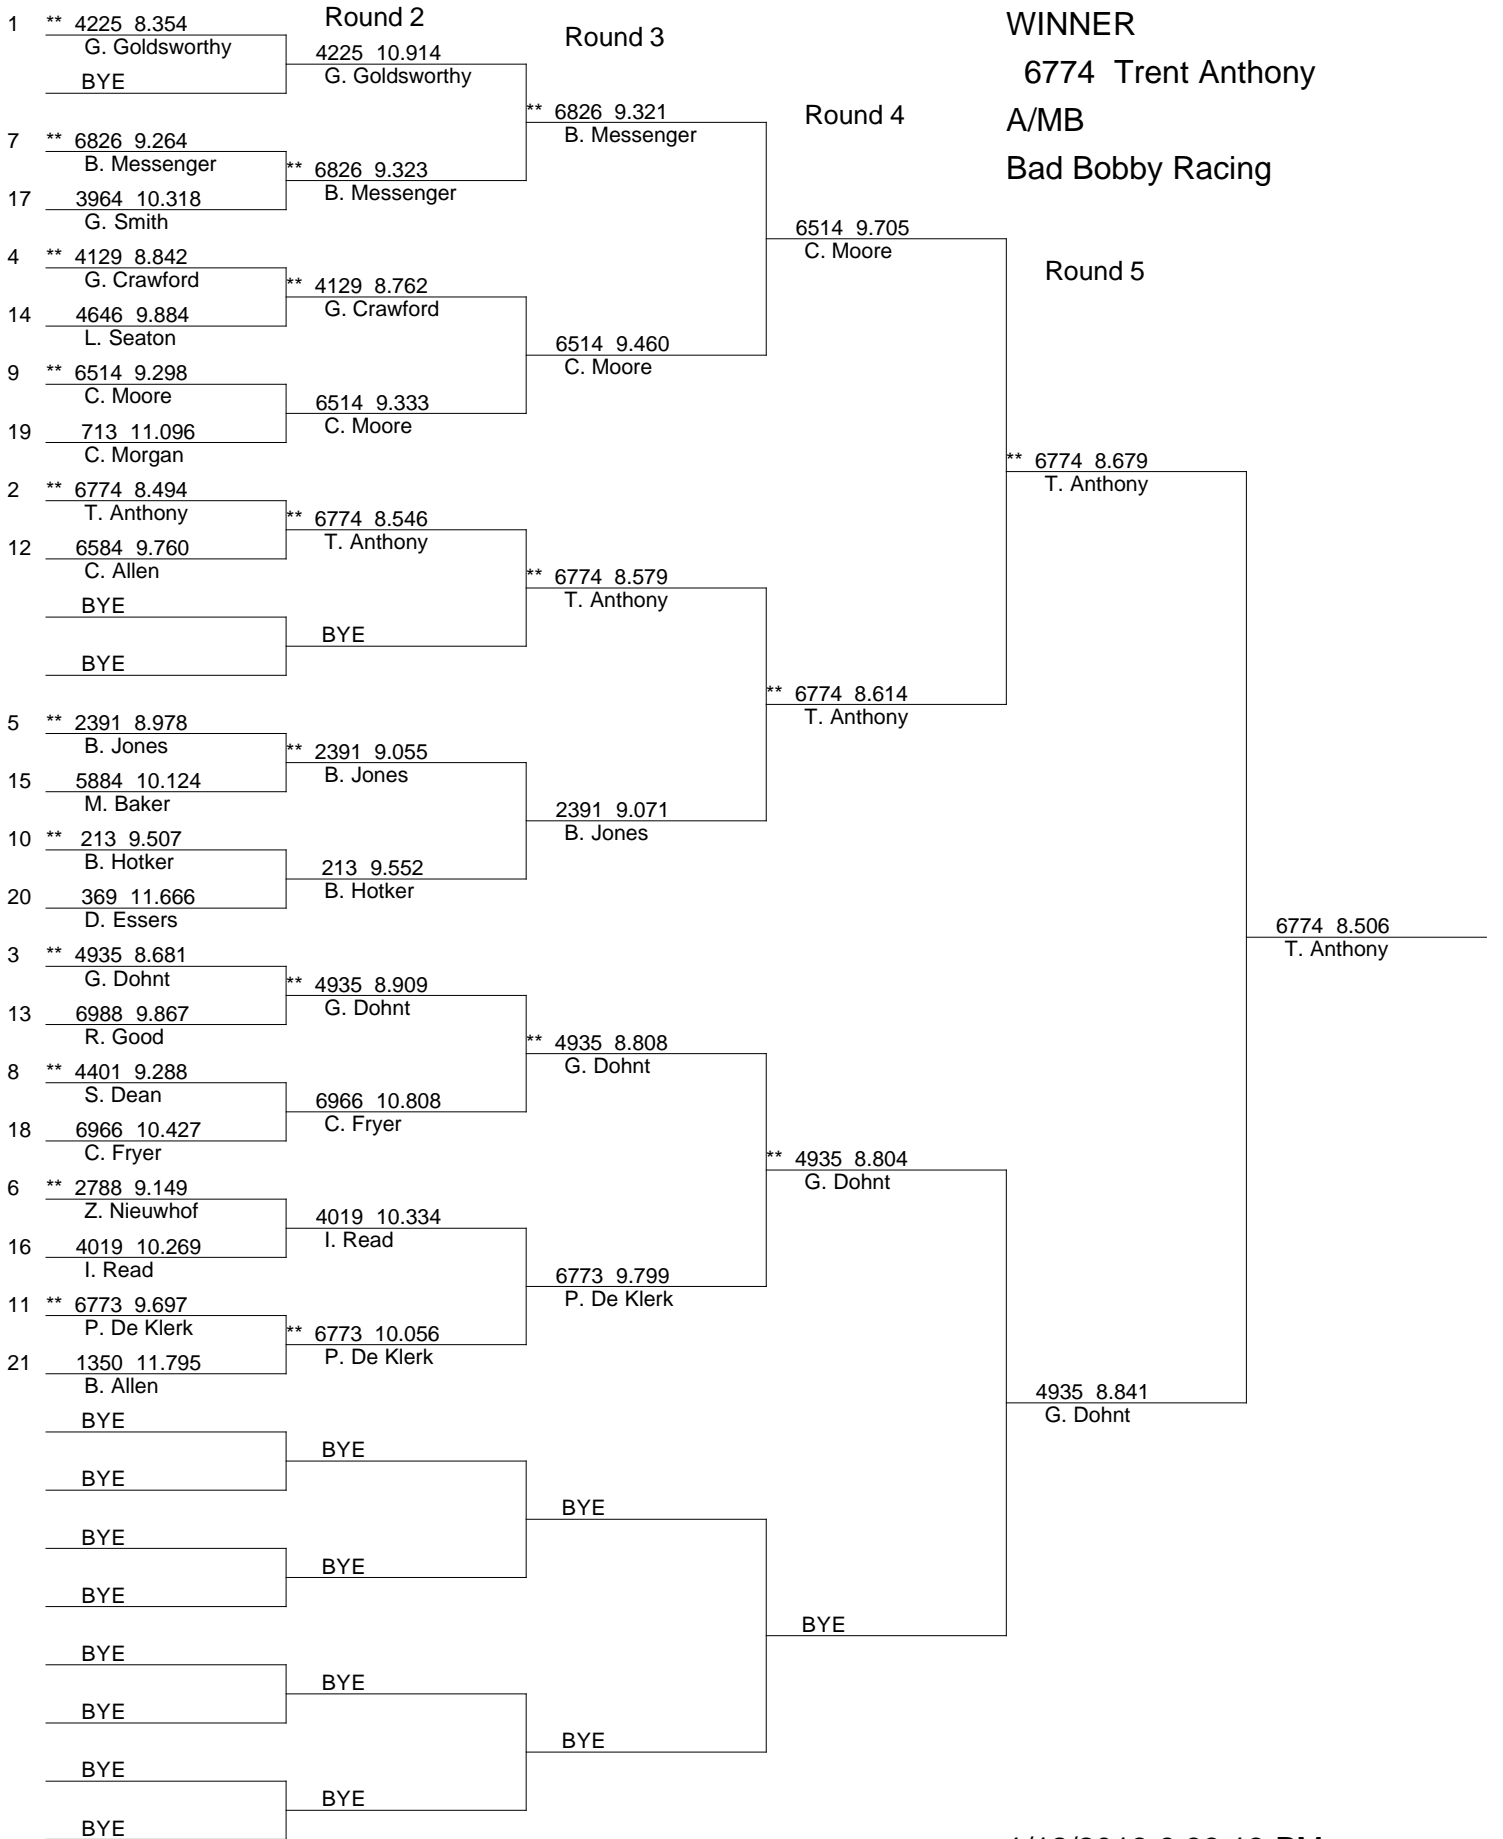 Round 2
Round 3
Round 4
Round 5
WINNER
6774 Trent Anthony
A/MB
Bad Bobby Racing
1 ** 4225 8.354
G. Goldsworthy
BYE
7 ** 6826 9.264
B. Messenger
17 3964 10.318
G. Smith
4 ** 4129 8.842
G. Crawford
14 4646 9.884
L. Seaton
9 ** 6514 9.298
C. Moore
19 713 11.096
C. Morgan
2 ** 6774 8.494
T. Anthony
12 6584 9.760
C. Allen
BYE
BYE
5 ** 2391 8.978
B. Jones
15 5884 10.124
M. Baker
10 ** 213 9.507
B. Hotker
20 369 11.666
D. Essers
3 ** 4935 8.681
G. Dohnt
13 6988 9.867
R. Good
8 ** 4401 9.288
S. Dean
18 6966 10.427
C. Fryer
6 ** 2788 9.149
Z. Nieuwhof
16 4019 10.269
I. Read
11 ** 6773 9.697
P. De Klerk
21 1350 11.795
B. Allen
BYE
BYE
BYE
BYE
BYE
BYE
BYE
BYE
4225 10.914
G. Goldsworthy
** 6826 9.323
B. Messenger
** 4129 8.762
G. Crawford
6514 9.333
C. Moore
** 6774 8.546
T. Anthony
BYE
** 2391 9.055
B. Jones
213 9.552
B. Hotker
** 4935 8.909
G. Dohnt
6966 10.808
C. Fryer
4019 10.334
I. Read
** 6773 10.056
P. De Klerk
BYE
BYE
BYE
BYE
** 6826 9.321
B. Messenger
6514 9.460
C. Moore
** 6774 8.579
T. Anthony
2391 9.071
B. Jones
** 4935 8.808
G. Dohnt
6773 9.799
P. De Klerk
BYE
BYE
6514 9.705
C. Moore
** 6774 8.614
T. Anthony
** 4935 8.804
G. Dohnt
BYE
** 6774 8.679
T. Anthony
4935 8.841
G. Dohnt
6774 8.506
T. Anthony